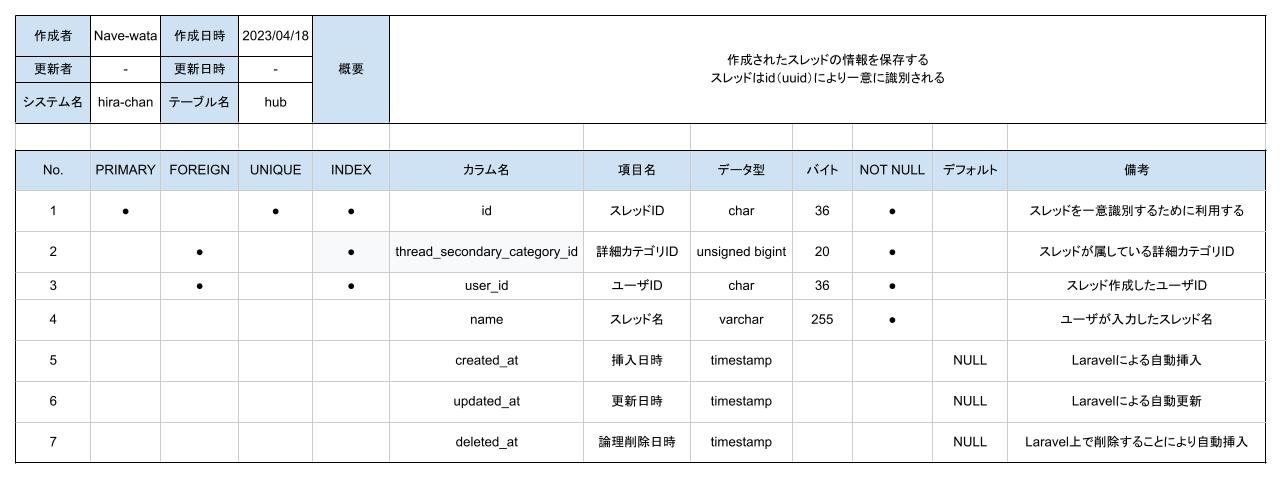 作成者 Nave-wata 作成日時 2023/04/18 概要 作成されたスレッドの情報を保存する
スレッドはid（uuid）により一意に識別される
更新者 - 更新日時 -
システム名 hira-chan テーブル名 hub
No. PRIMARY FOREIGN UNIQUE INDEX カラム名 項目名 データ型 バイト NOT NULL デフォルト 備考
1 ● ● ● id スレッドID char 36 ● スレッドを一意識別するために利用する
2 ● ● thread_secondary_category_id 詳細カテゴリID unsigned bigint 20 ● スレッドが属している詳細カテゴリID
3 ● ● user_id ユーザID char 36 ● スレッド作成したユーザID
4 name スレッド名 varchar 255 ● ユーザが入力したスレッド名
5 created_at 挿入日時 timestamp NULL Laravelによる自動挿入
6 updated_at 更新日時 timestamp NULL Laravelによる自動更新
7 deleted_at 論理削除日時 timestamp NULL Laravel上で削除することにより自動挿入